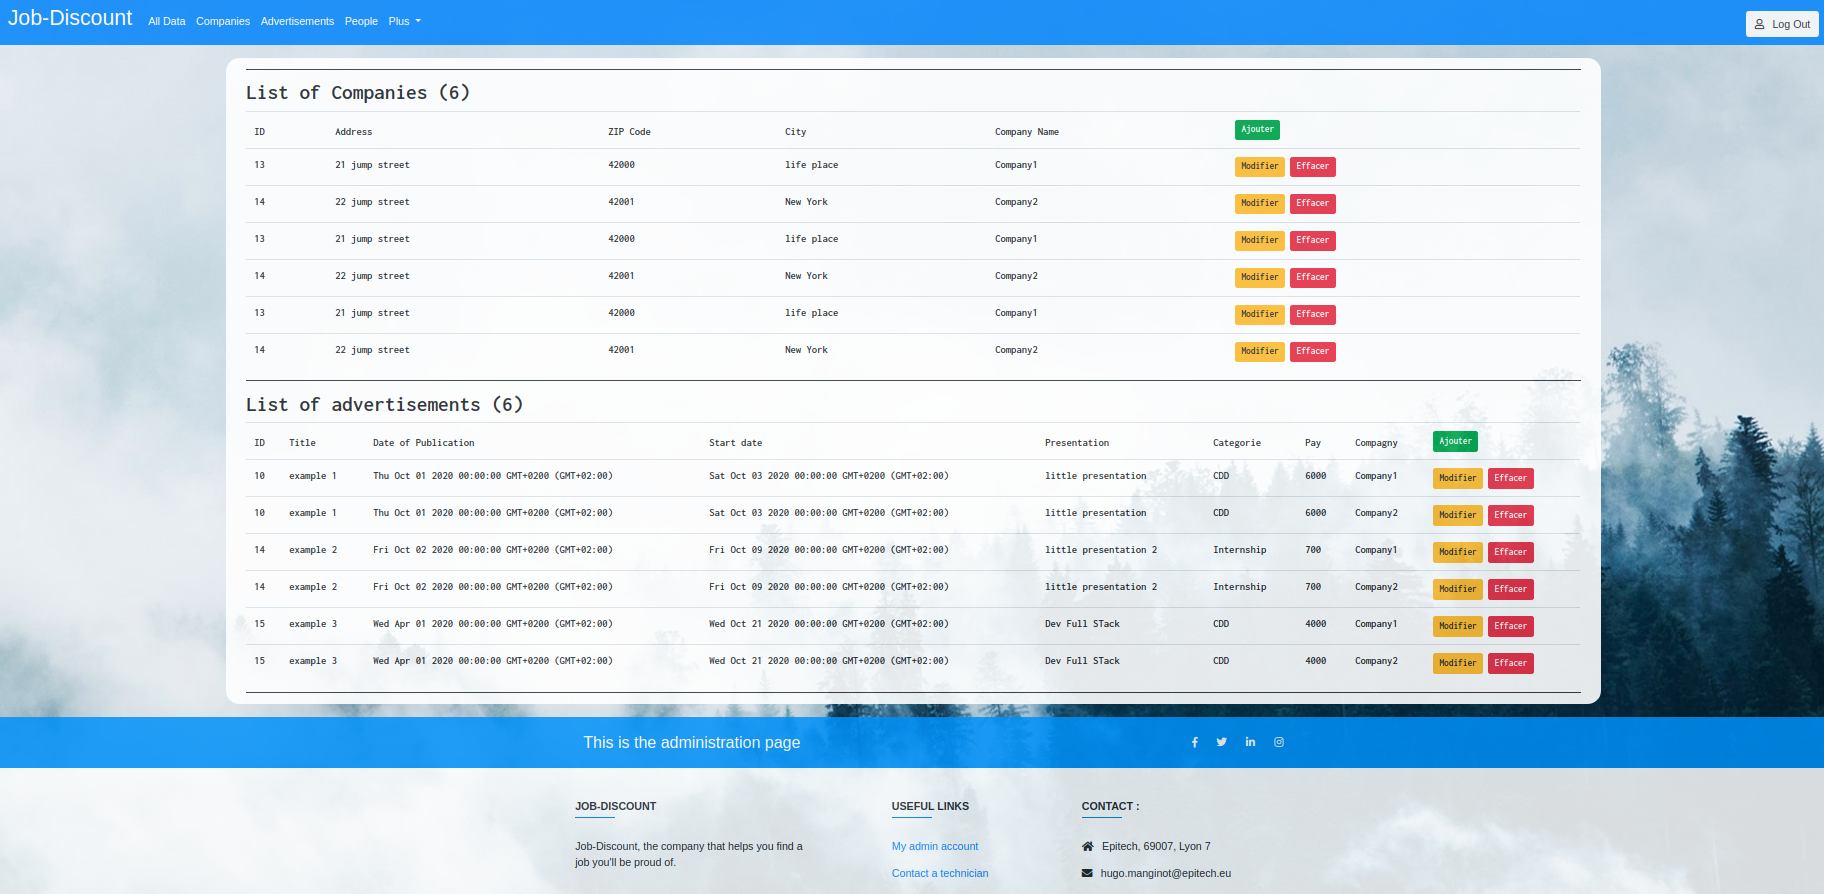 Job-Discount All Data Companies Advertisements People Plus Log Out
List of Companies (6)
ID Address ZIP Code City Company Name Ajouter
13 21 jump street 42000 life place Company1 Modifier Effacer
14 22 jump street 42001 New York Company2 Modifier Effacer
13 21 jump street 42000 life place Company1 Modifier Effacer
14 22 jump street 42001 New York Company2 Modifier Effacer
13 21 jump street 42000 life place Company1 Modifier Effacer
14 22 jump street 42001 New York Company2 Modifier Effacer
List of advertisements (6)
ID Title Date of Publication Start date Presentation Categorie Pay Compagny Ajouter
10 example 1 Thu Oct 01 2020 00:00:00 GMT+0200 (GMT+02:00) Sat Oct 03 2020 00:00:00 GMT+0200 (GMT+02:00) little presentation CDD 6000 Company1 Modifier Effacer
10 example 1 Thu Oct 01 2020 00:00:00 GMT+0200 (GMT+02:00) Sat Oct 03 2020 00:00:00 GMT+0200 (GMT+02:00) little presentation CDD 6000 Company2 Modifier Effacer
14 example 2 Fri Oct 02 2020 00:00:00 GMT+0200 (GMT+02:00) Fri Oct 09 2020 00:00:00 GMT+0200 (GMT+02:00) little presentation 2 Internship 700 Company1 Modifier Effacer
14 example 2 Fri Oct 02 2020 00:00:00 GMT+0200 (GMT+02:00) Fri Oct 09 2020 00:00:00 GMT+0200 (GMT+02:00) little presentation 2 Internship 700 Company2 Modifier Effacer
15 example 3 Wed Apr 01 2020 00:00:00 GMT+0200 (GMT+02:00) Wed Oct 21 2020 00:00:00 GMT+0200 (GMT+02:00) Dev Full STack CDD 4000 Company1 Modifier Effacer
15 example 3 Wed Apr 01 2020 00:00:00 GMT+0200 (GMT+02:00) Wed Oct 21 2020 00:00:00 GMT+0200 (GMT+02:00) Dev Full STack CDD 4000 Company2 Modifier Effacer
This is the administration page
JOB-DISCOUNT
Job-Discount, the company that helps you find a
job you'll be proud of.
USEFUL LINKS
My admin account
Contact a technician
CONTACT :
Epitech, 69007, Lyon 7
hugo.manginot@epitech.eu